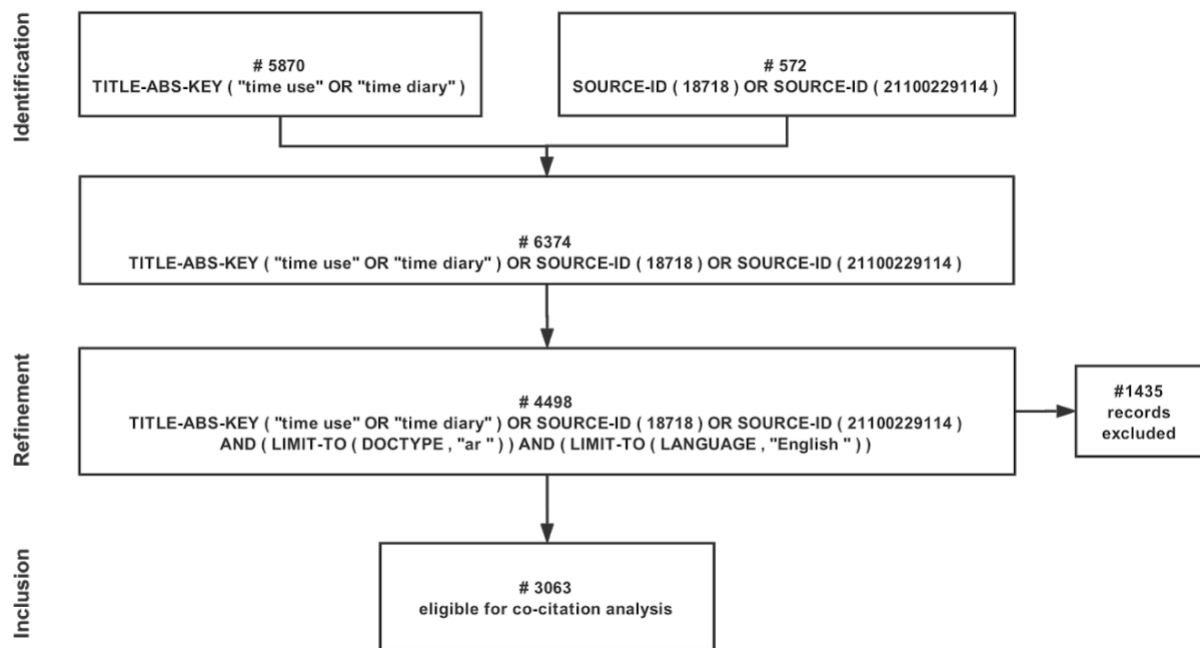 Identification
# 5870
TITLE-ABS-KEY ( "time use" OR "time diary" )
# 572
SOURCE-ID ( 18718 ) OR SOURCE-ID ( 21100229114 )
# 6374
TITLE-ABS-KEY ( "time use" OR "time diary" ) OR SOURCE-ID ( 18718 ) OR SOURCE-ID ( 21100229114 )
Refinement
# 4498
TITLE-ABS-KEY ( "time use" OR "time diary" ) OR SOURCE-ID ( 18718 ) OR SOURCE-ID ( 21100229114 )
AND ( LIMIT-TO ( DOCTYPE , "ar " ) ) AND ( LIMIT-TO ( LANGUAGE , "English " ) )
#1435
records
excluded
Inclusion
# 3063
eligible for co-citation analysis